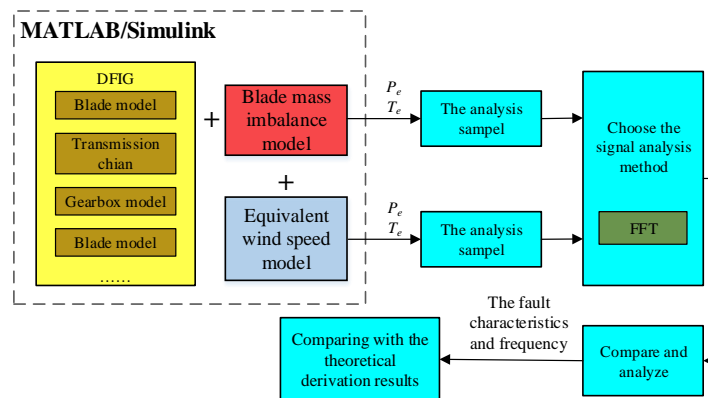 MATLAB/Simulink
DFIG
Blade model
Transmission
chian
Gearbox model
Blade model
......
+
Blade mass
imbalance
model
+
Equivalent
wind speed
model
Pe
Te
The analysis
sampel
Pe
Te
The analysis
sampel
Choose the
signal analysis
method
FFT
Compare and
analyze
The fault
characteristics
and frequency
Comparing with the
theoretical
derivation results